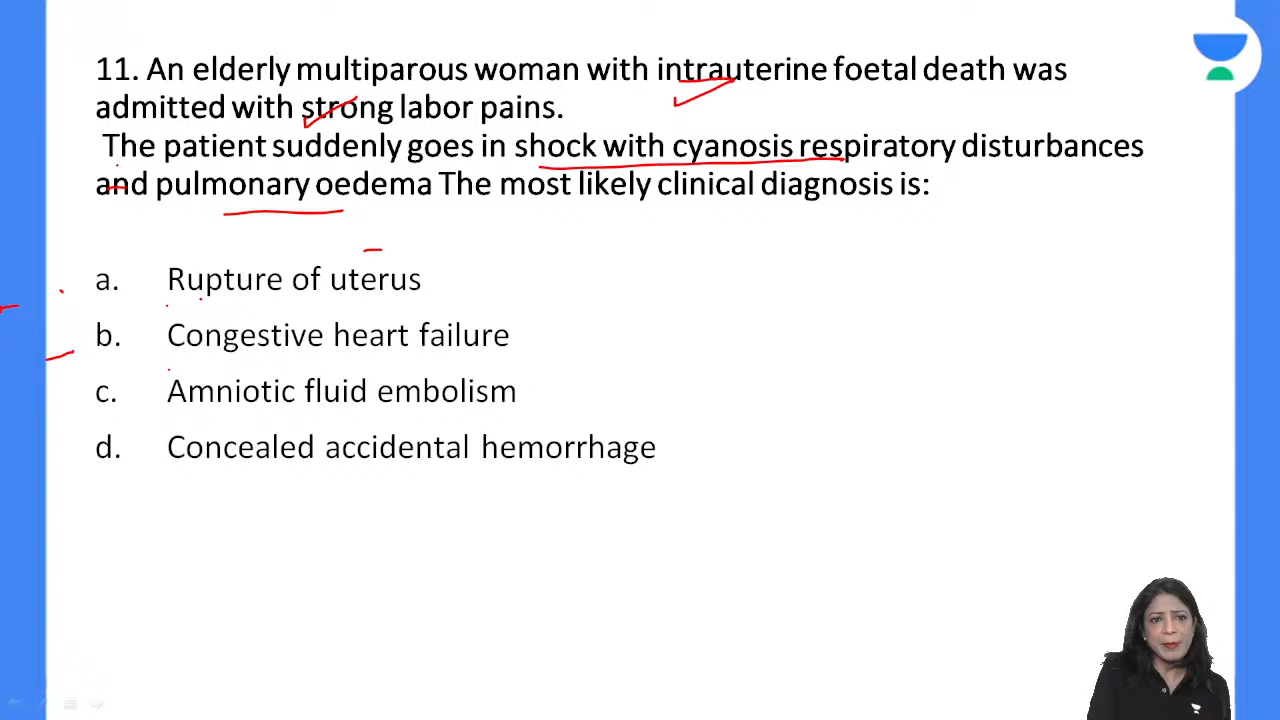 11. An elderly multiparous woman with intrauterine foetal death was
admitted with strong labor pains.
The patient suddenly goes in shock with cyanosis respiratory disturbances
and pulmonary oedema The most likely clinical diagnosis is:
a. Rupture of uterus
b. Congestive heart failure
c. Amniotic fluid embolism
d. Concealed accidental hemorrhage